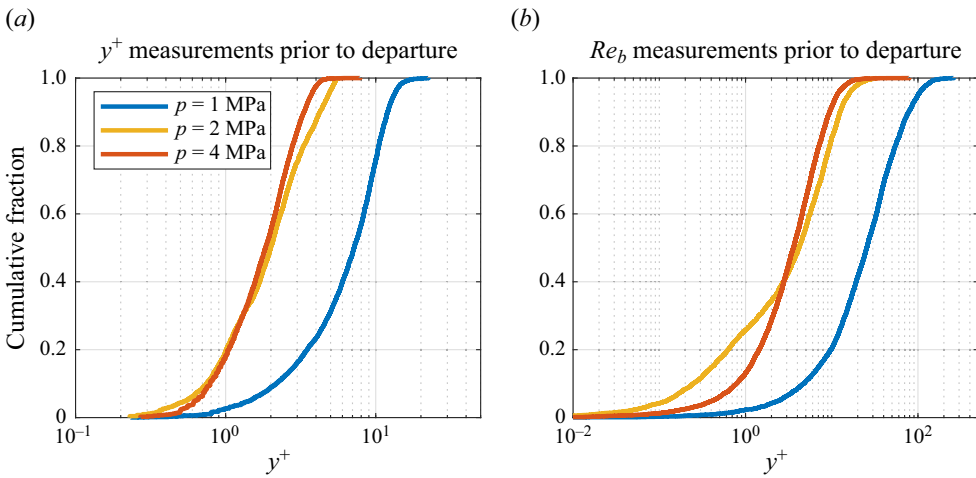 (a)
y⁺ measurements prior to departure
1.0
0.8
0.6
0.4
0.2
0
Cumulative fraction
p = 1 MPa
p = 2 MPa
p = 4 MPa
10⁻¹
10⁰
10¹
y⁺
(b)
Re_b measurements prior to departure
1.0
0.8
0.6
0.4
0.2
0
10⁻²
10⁰
10²
y⁺